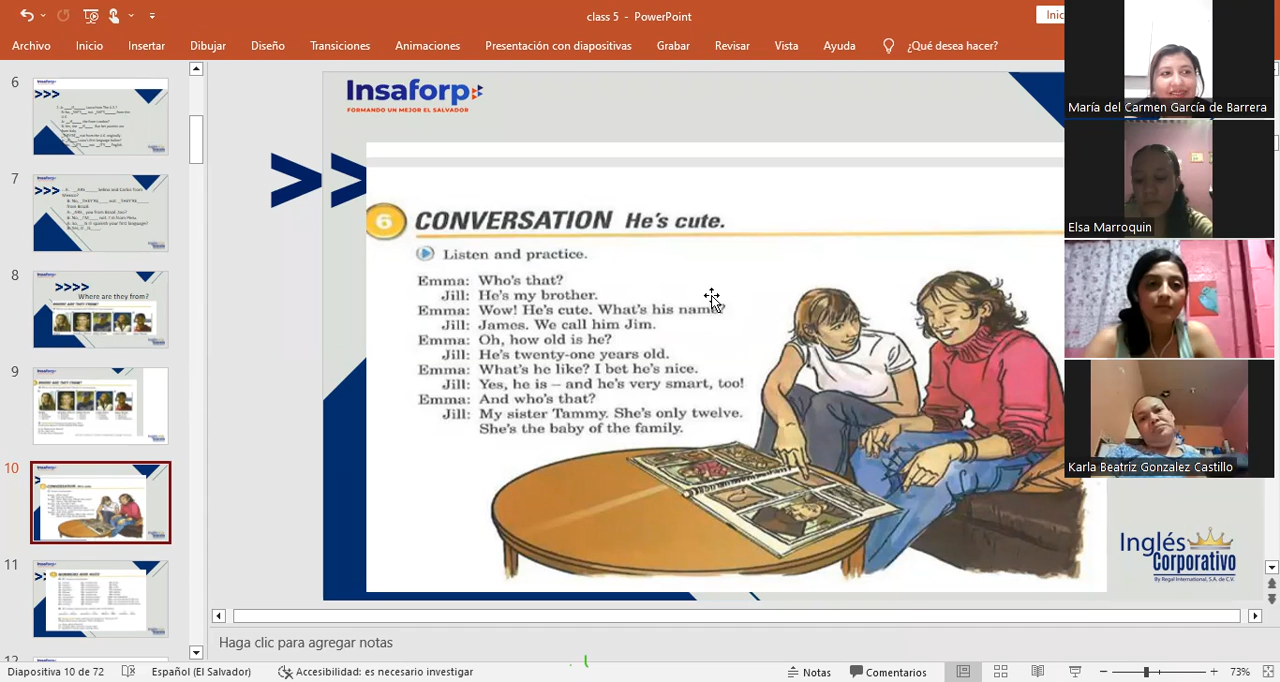 class 5 - PowerPoint
Inic
Archivo Inicio Insertar Dibujar Diseño Transiciones Animaciones Presentación con diapositivas Grabar Revisar Vista Ayuda ¿Qué desea hacer?
6
7
8
Where are they from?
9
10
11
Insaforp
FORMANDO UN MEJOR EL SALVADOR
6 CONVERSATION He's cute.
Listen and practice.
Emma: Who's that?
Jill: He's my brother.
Emma: Wow! He's cute. What's his name
Jill: James. We call him Jim.
Emma: Oh, how old is he?
Jill: He's twenty-one years old.
Emma: What's he like? I bet he's nice.
Jill: Yes, he is – and he's very smart, too!
Emma: And who's that?
Jill: My sister Tammy. She's only twelve.
She's the baby of the family.
Inglés
Corporativo
By Regal International, S.A. de C.V.
María del Carmen García de Barrera
Elsa Marroquin
Karla Beatriz Gonzalez Castillo
Haga clic para agregar notas
Diapositiva 10 de 72 Español (El Salvador) Accesibilidad: es necesario investigar Notas Comentarios 73%